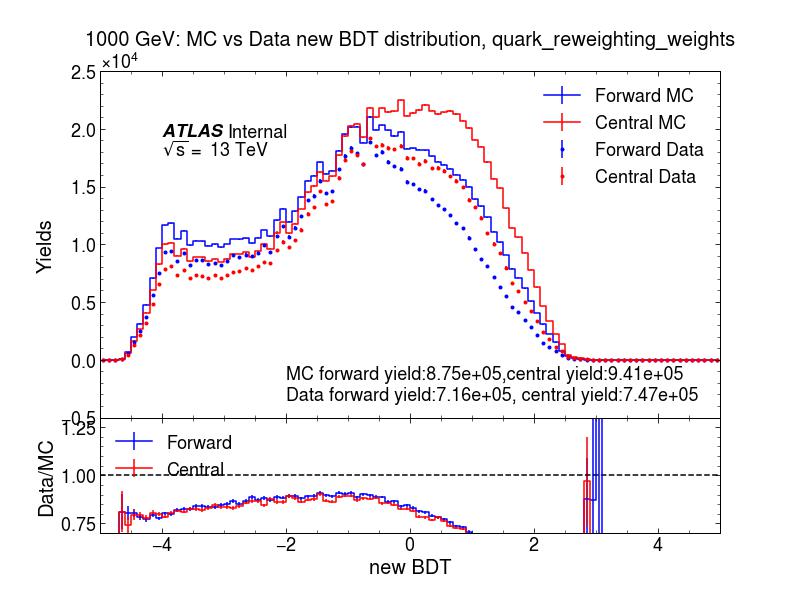 1000 GeV: MC vs Data new BDT distribution, quark_reweighting_weights
×10⁴
2.5
2.0
1.5
1.0
0.5
0.0
0.5
Yields
ATLAS Internal
√s = 13 TeV
Forward MC
Central MC
Forward Data
Central Data
MC forward yield:8.75e+05,central yield:9.41e+05
Data forward yield:7.16e+05, central yield:7.47e+05
1.25
1.00
0.75
Data/MC
Forward
Central
−4
−2
0
2
4
new BDT